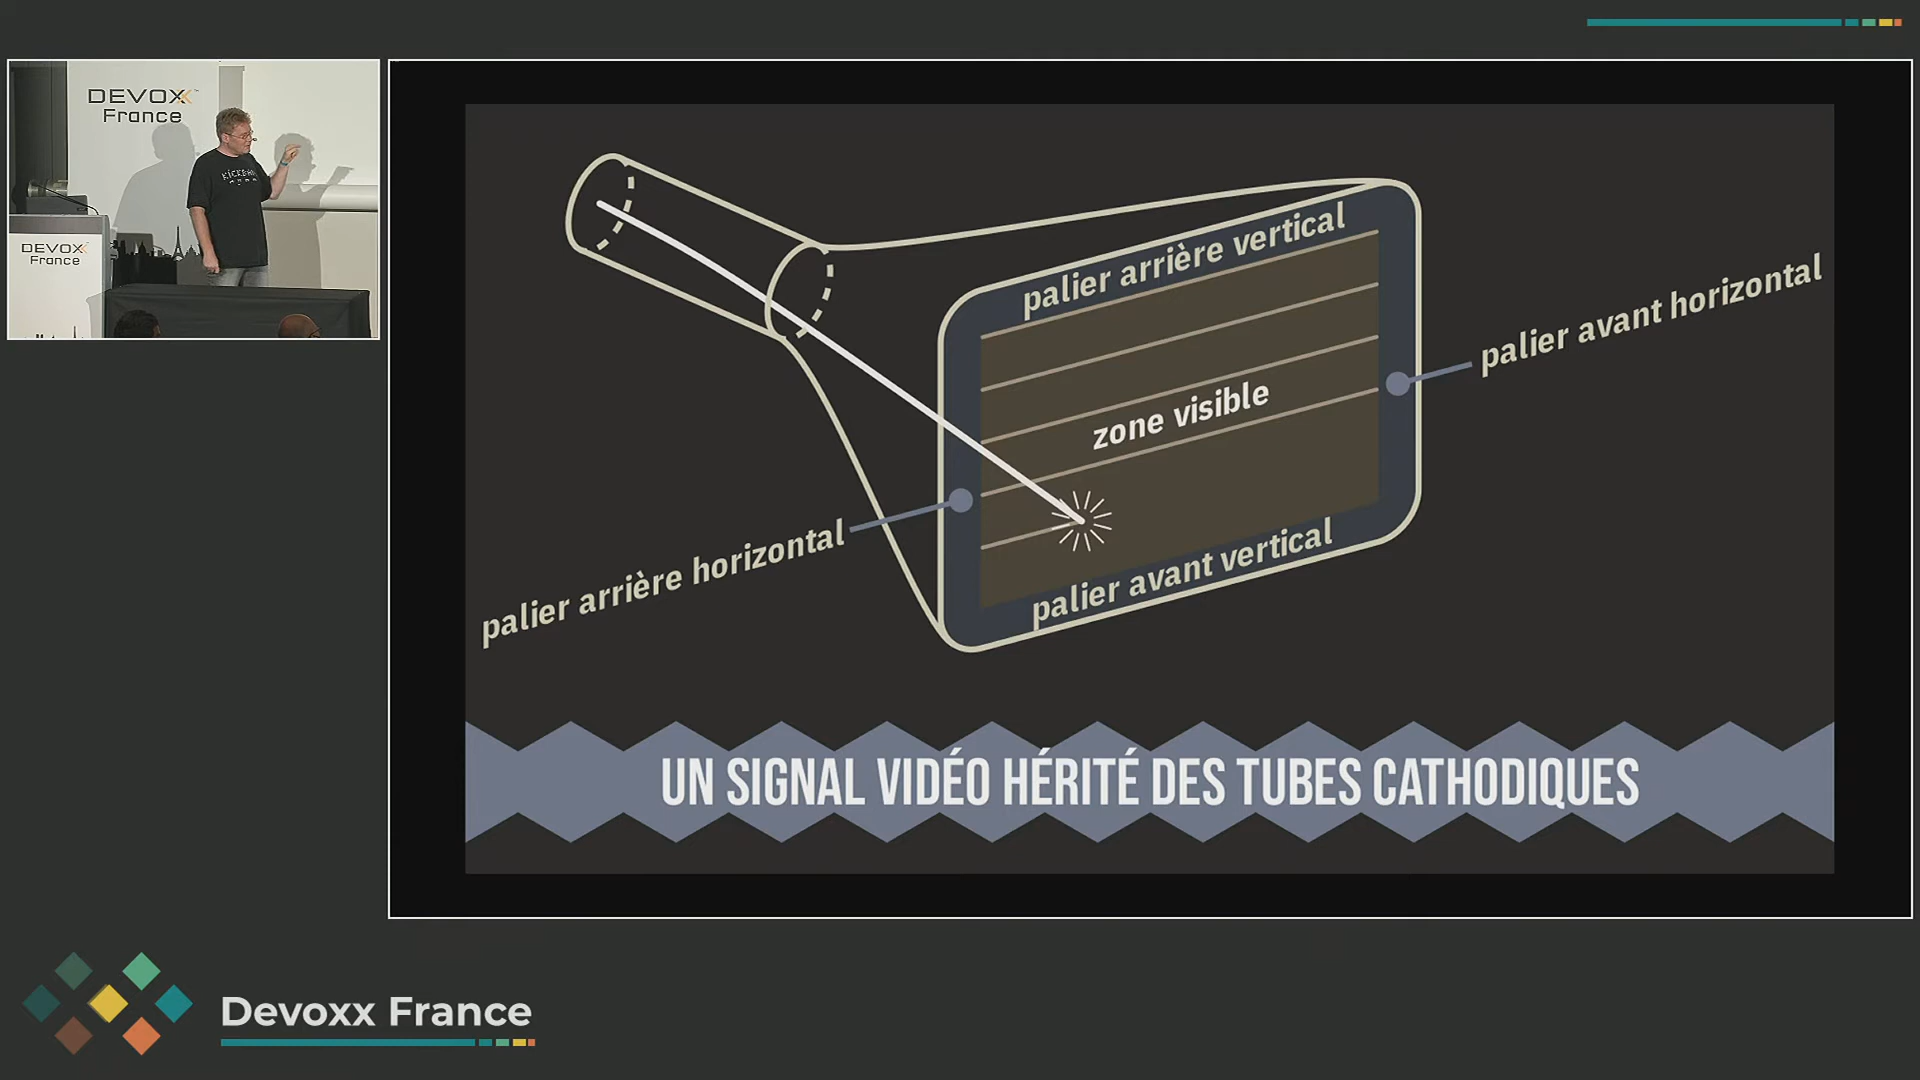 DEVOXX
France
DEVOXX
France
palier arrière vertical
palier avant horizontal
zone visible
palier arrière horizontal
palier avant vertical
UN SIGNAL VIDÉO HÉRITÉ DES TUBES CATHODIQUES
Devoxx France